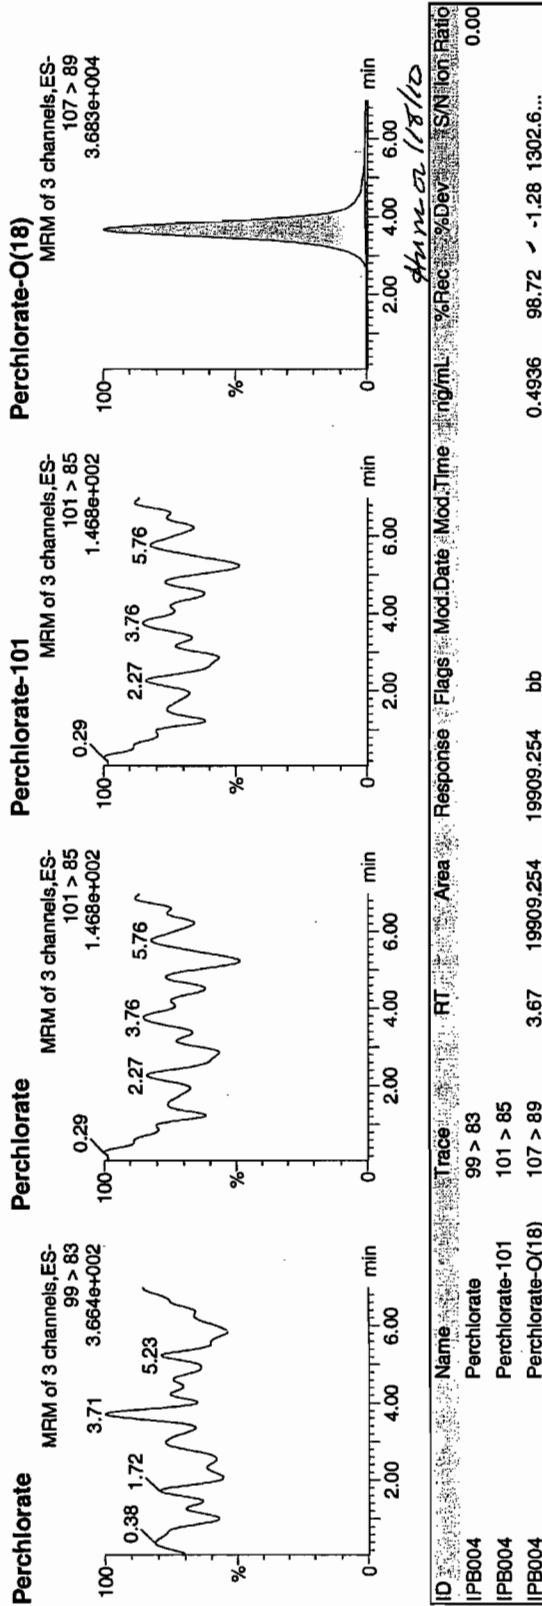 Perchlorate
MRM of 3 channels,ES-
99 > 83
3.664e+002
100
%
0
0.38
1.72
3.71
5.23
2.00
4.00
6.00
min
Perchlorate
MRM of 3 channels,ES-
101 > 85
1.468e+002
100
%
0
0.29
2.27
3.76
5.76
2.00
4.00
6.00
min
Perchlorate-101
MRM of 3 channels,ES-
101 > 85
1.468e+002
100
%
0
0.29
2.27
3.76
5.76
2.00
4.00
6.00
min
Perchlorate-O(18)
MRM of 3 channels,ES-
107 > 89
3.683e+004
100
%
0
2.00
4.00
6.00
min
ID Name Trace RT Area Response Flags Mod.Date Mod.Time ng/mL %Rec %Dev S/N Ion Ratio
IPB004 Perchlorate 99 > 83 0.00
IPB004 Perchlorate-101 101 > 85
IPB004 Perchlorate-O(18) 107 > 89 3.67 19909.254 19909.254 bb 0.4936 98.72 ✓ -1.28 1302.6...